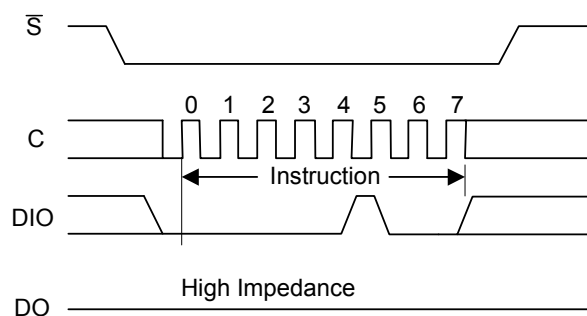 S̅
0 1 2 3 4 5 6 7
C
Instruction
DIO
High Impedance
DO